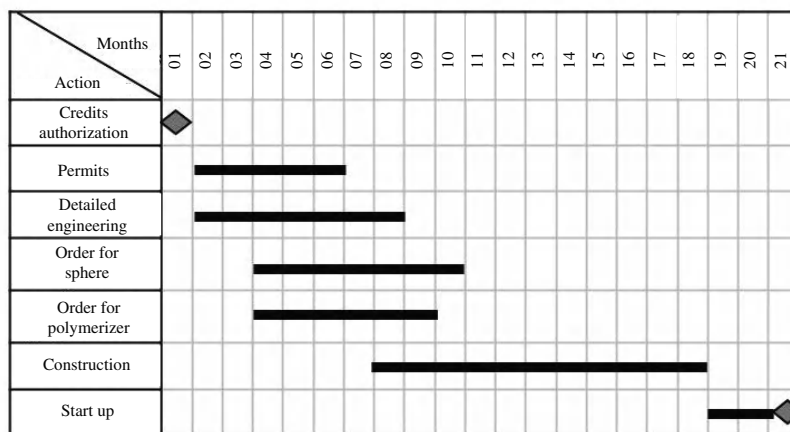 Months
Action
01 02 03 04 05 06 07 08 09 10 11 12 13 14 15 16 17 18 19 20 21
Credits
authorization
Permits
Detailed
engineering
Order for
sphere
Order for
polymerizer
Construction
Start up